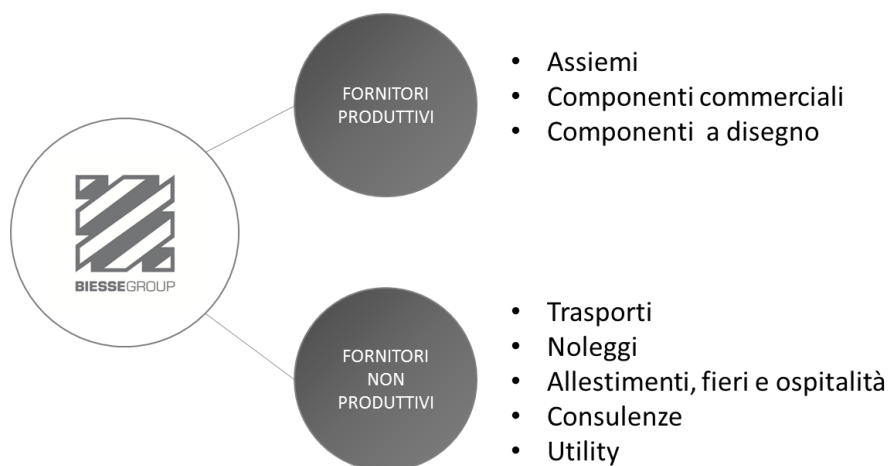 BIESSEGROUP
FORNITORI
PRODUTTIVI
• Assiemi
• Componenti commerciali
• Componenti a disegno
FORNITORI
NON
PRODUTTIVI
• Trasporti
• Noleggi
• Allestimenti, fieri e ospitalità
• Consulenze
• Utility